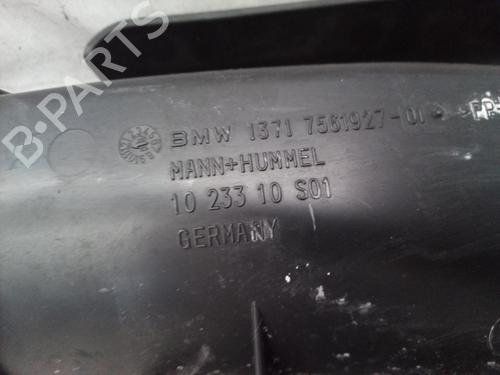 BMW 1371 7561927-01
MANN+HUMMEL
10 233 10 S01
GERMANY
B-PARTS